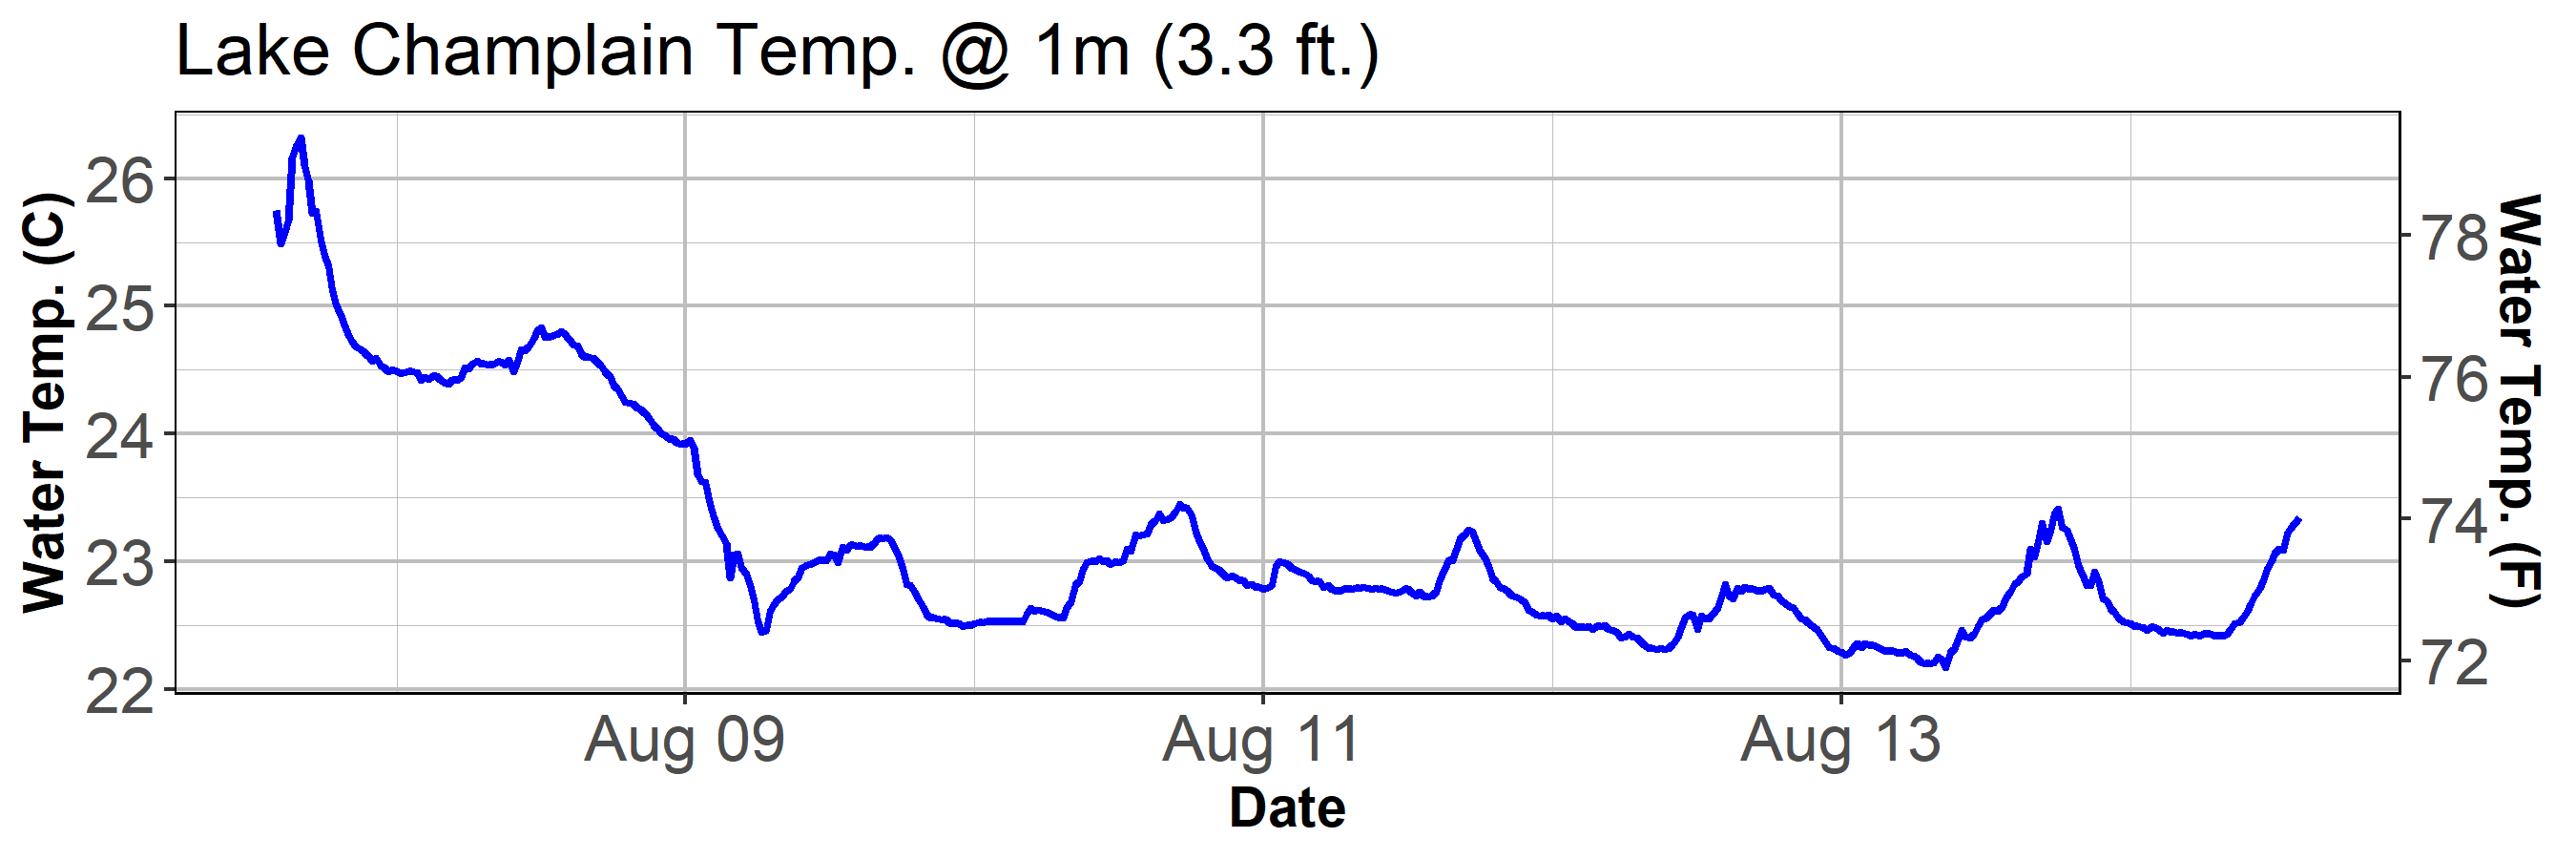 Lake Champlain Temp. @ 1m (3.3 ft.)
Water Temp. (C)
26
25
24
23
22
78
76
74
72
Water Temp. (F)
Aug 09
Aug 11
Aug 13
Date